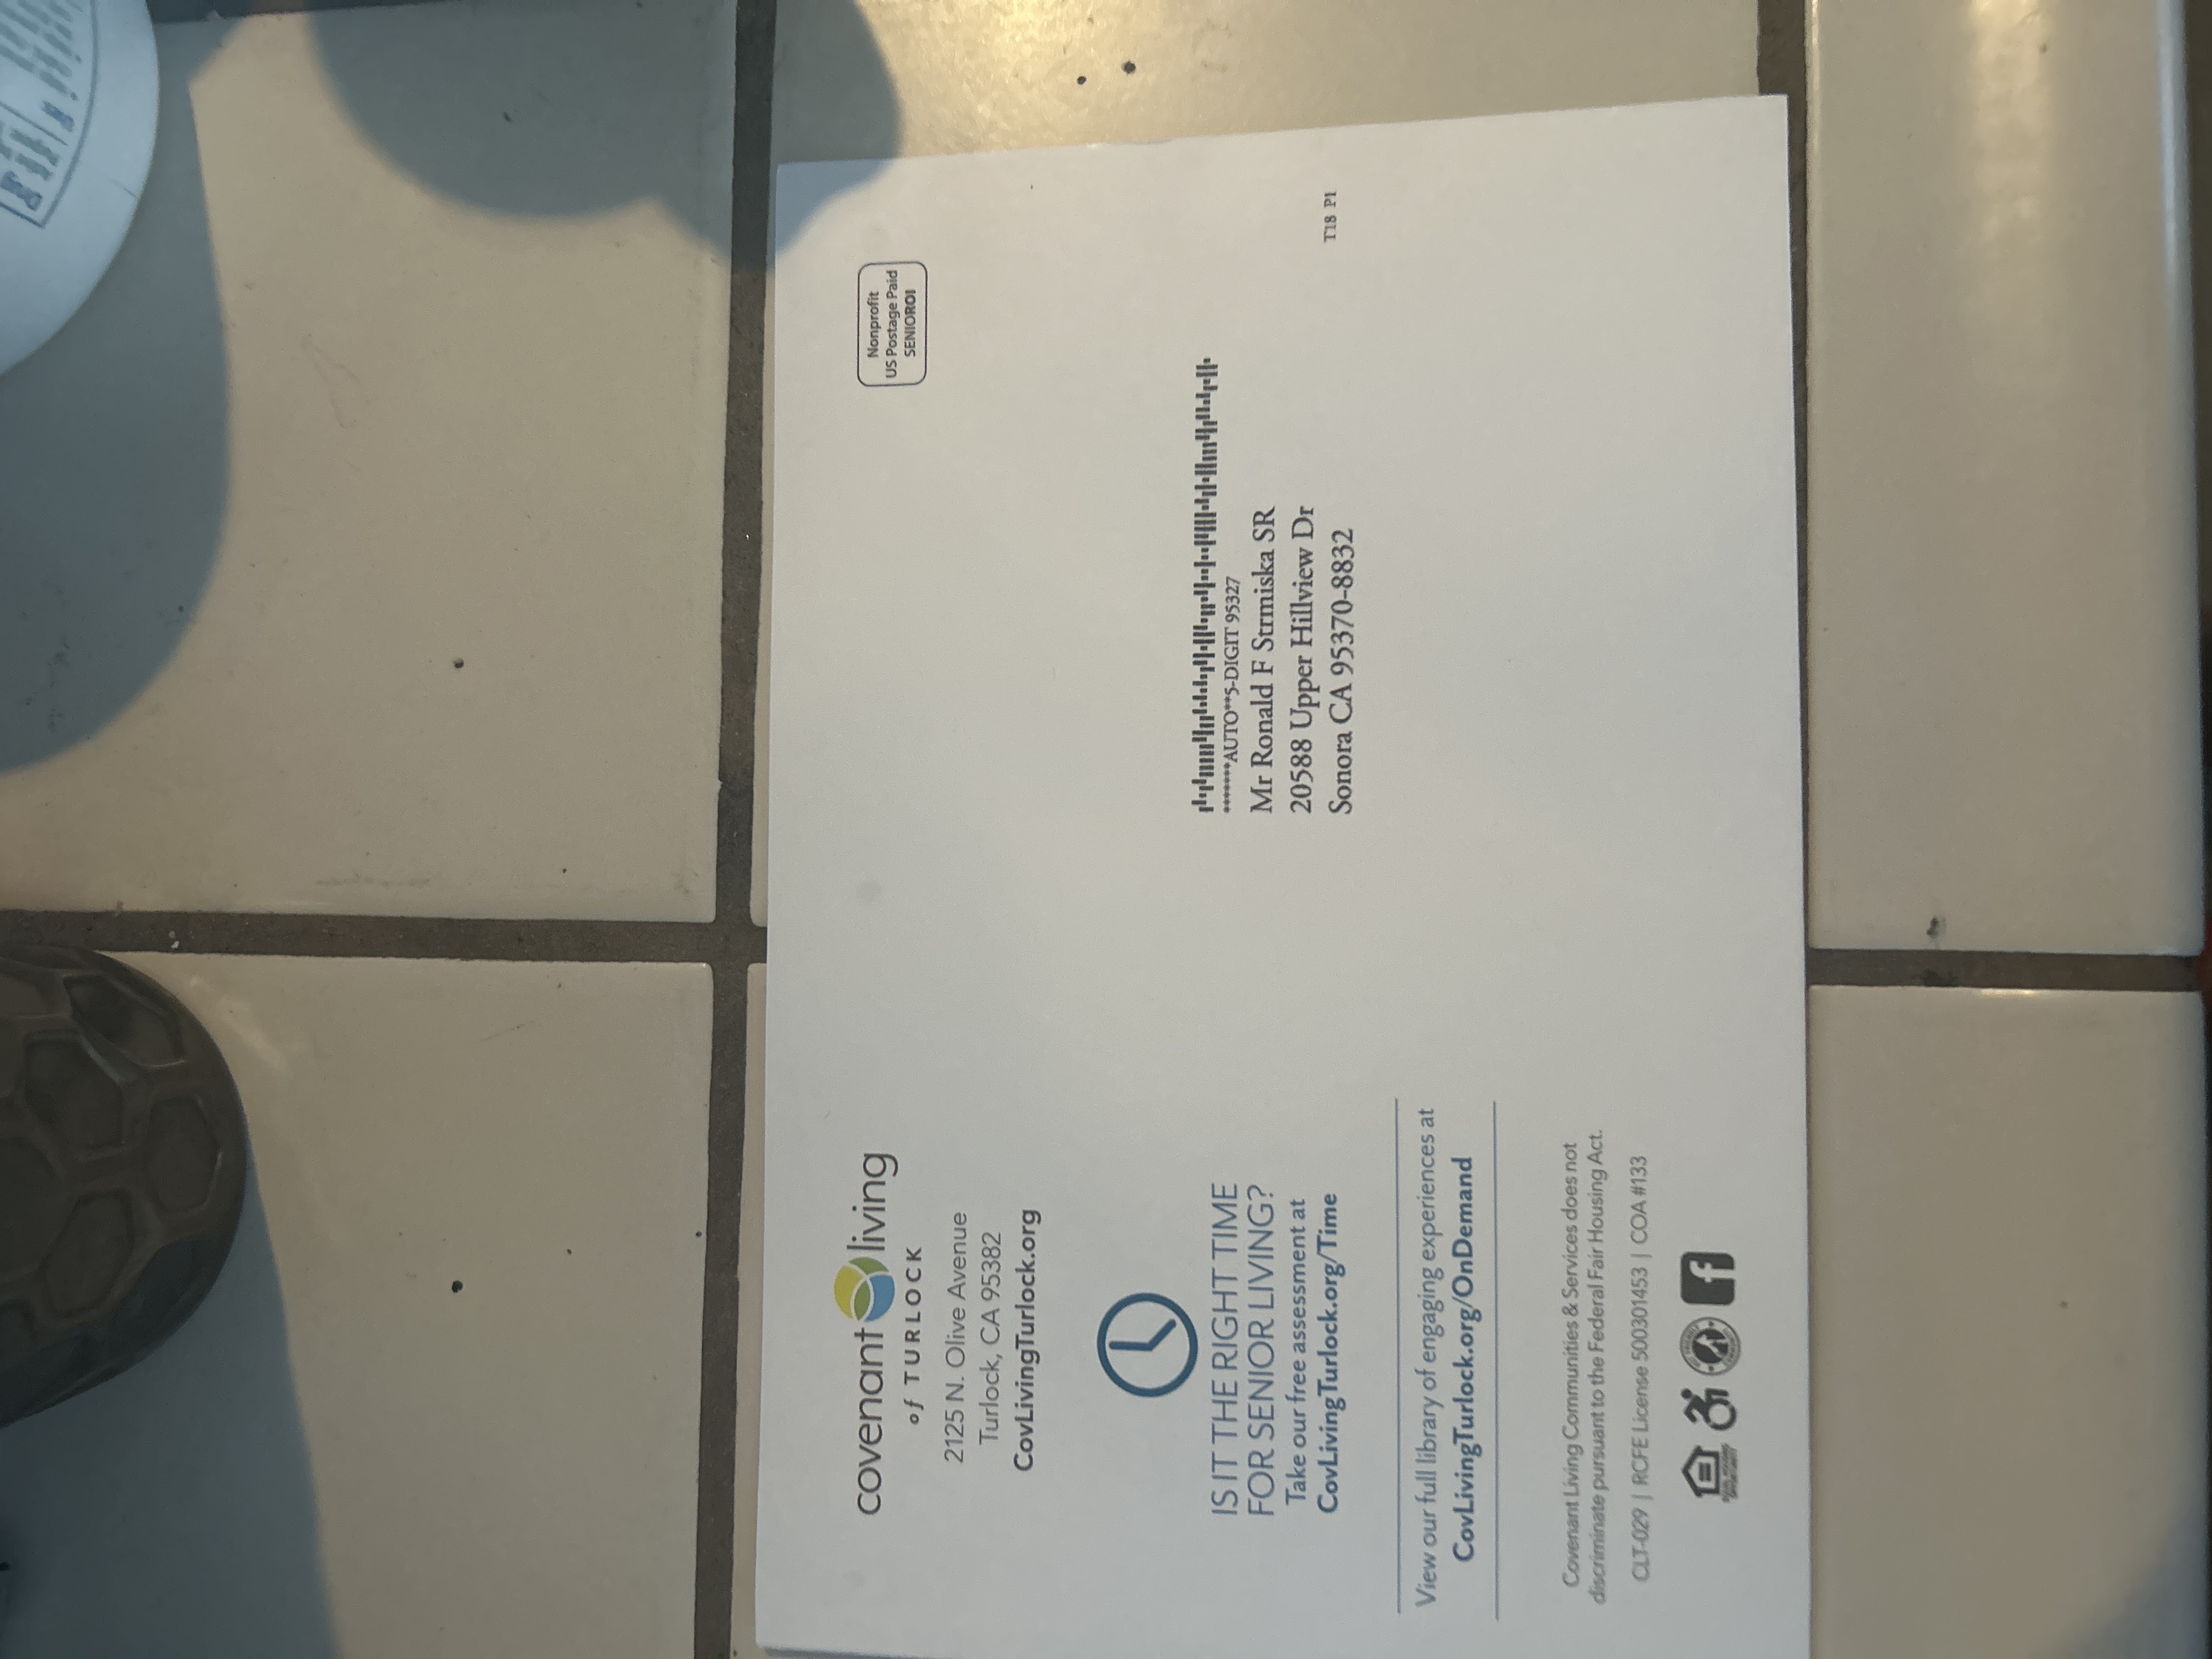 covenant living
of TURLOCK
2125 N. Olive Avenue
Turlock, CA 95382
CovLivingTurlock.org
IS IT THE RIGHT TIME
FOR SENIOR LIVING?
Take our free assessment at
CovLivingTurlock.org/Time
View our full library of engaging experiences at
CovLivingTurlock.org/OnDemand
Covenant Living Communities & Services does not
discriminate pursuant to the Federal Fair Housing Act.
CLT-029 | RCFE License 500301453 | COA #133
EQUAL HOUSING
OPPORTUNITY
Nonprofit
US Postage Paid
SENIOROI
*******AUTO**5-DIGIT 95327
Mr Ronald F Strmiska SR
20588 Upper Hillview Dr
Sonora CA 95370-8832
T18 P1